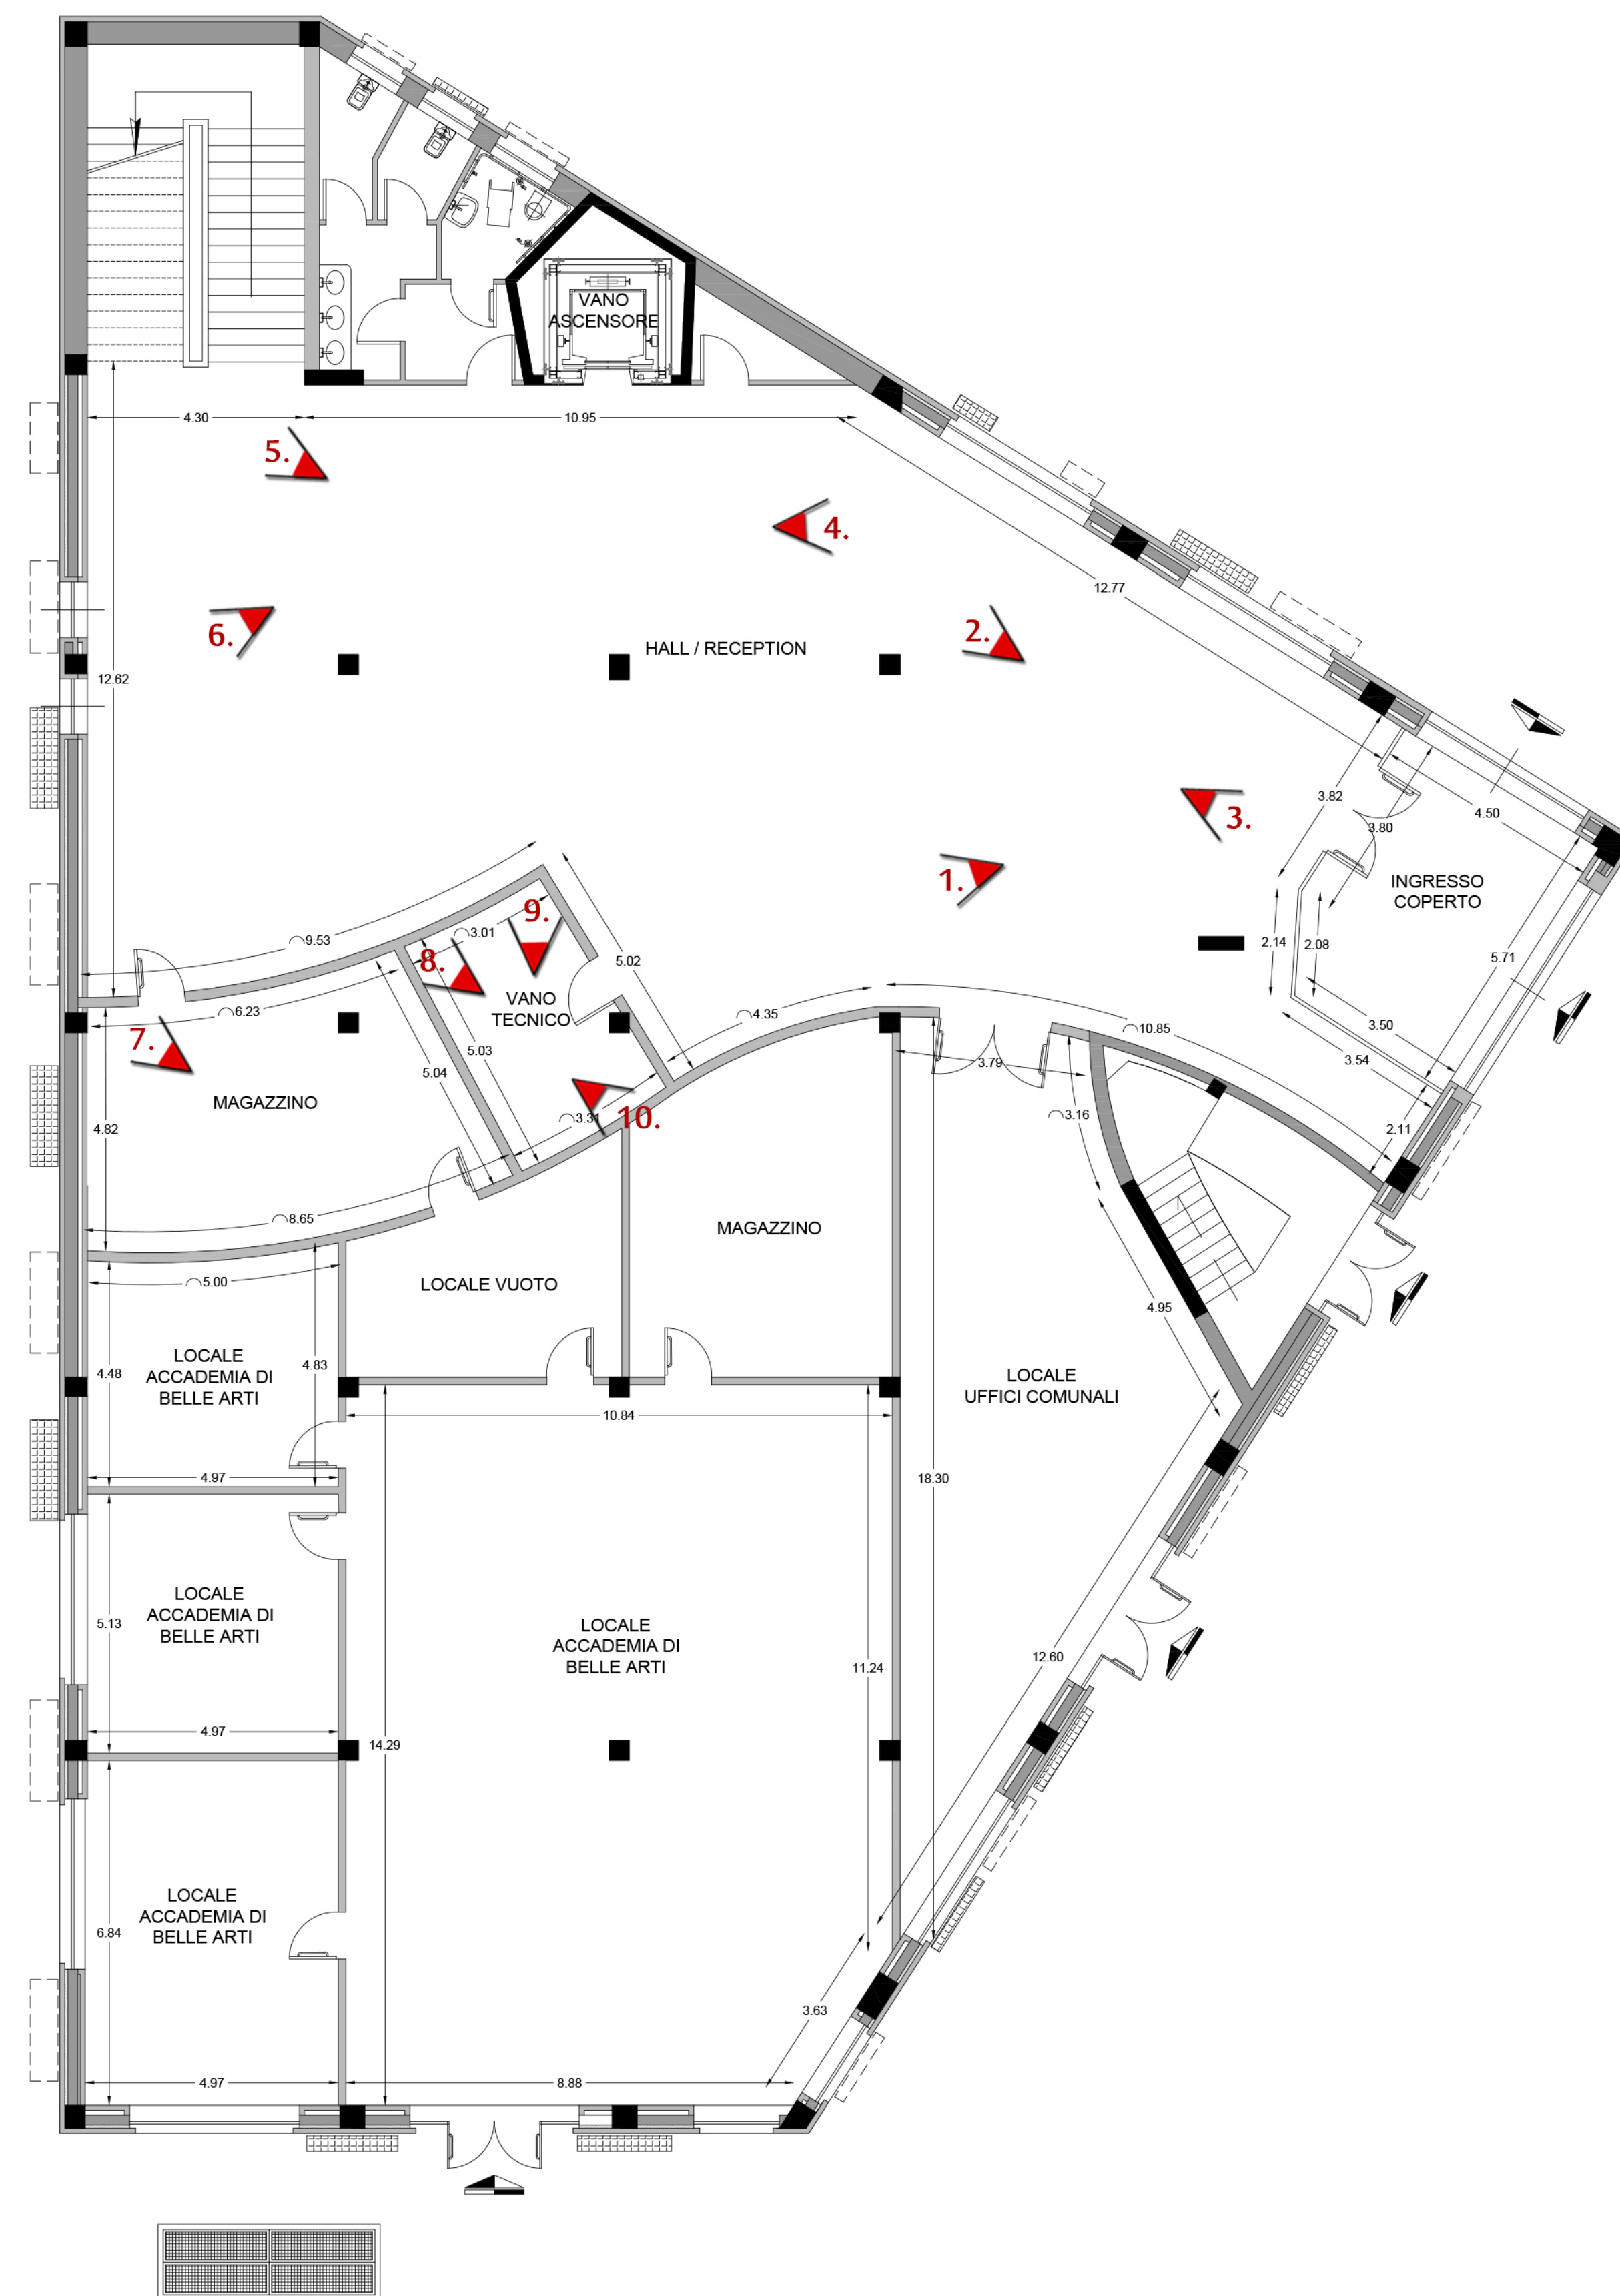 VANO
ASCENSORE
4.30
10.95
5.
4.
12.77
2.
6.
HALL / RECEPTION
12.62
3.82
4.50
3.
3.80
1.
INGRESSO
COPERTO
9.
3.01
9.53
2.14
2.08
8.
5.02
5.71
VANO
TECNICO
6.23
4.35
3.50
10.85
7.
5.03
3.54
3.79
5.04
MAGAZZINO
3.31
10.
3.16
4.82
2.11
8.65
MAGAZZINO
5.00
LOCALE VUOTO
4.95
LOCALE
ACCADEMIA DI
BELLE ARTI
4.48
4.83
LOCALE
UFFICI COMUNALI
10.84
4.97
18.30
LOCALE
ACCADEMIA DI
BELLE ARTI
5.13
LOCALE
ACCADEMIA DI
BELLE ARTI
12.60
11.24
4.97
14.29
LOCALE
ACCADEMIA DI
BELLE ARTI
6.84
3.63
4.97
8.88